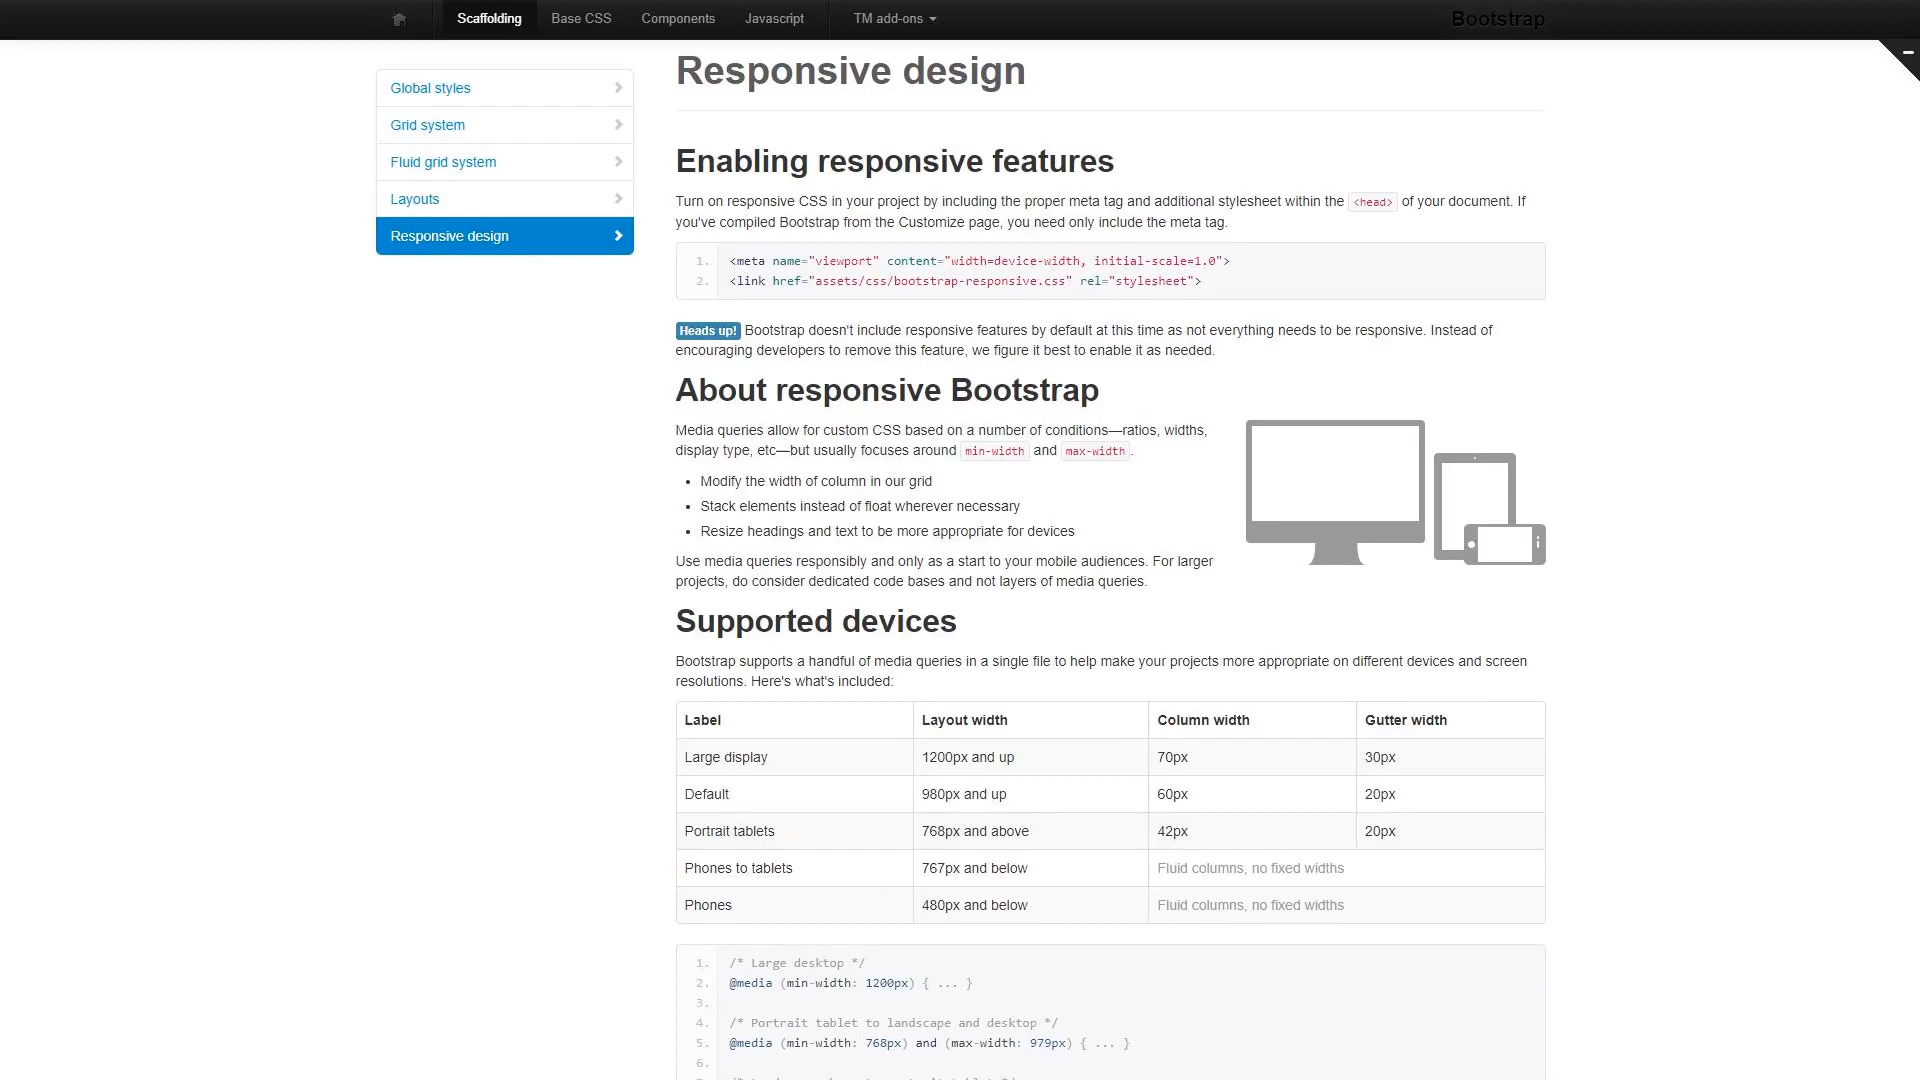 Scaffolding Base CSS Components Javascript TM add-ons Bootstrap
Global styles
Grid system
Fluid grid system
Layouts
Responsive design
Responsive design
Enabling responsive features
Turn on responsive CSS in your project by including the proper meta tag and additional stylesheet within the <head> of your document. If
you've compiled Bootstrap from the Customize page, you need only include the meta tag.
1. <meta name="viewport" content="width=device-width, initial-scale=1.0">
2. <link href="assets/css/bootstrap-responsive.css" rel="stylesheet">
Heads up! Bootstrap doesn't include responsive features by default at this time as not everything needs to be responsive. Instead of
encouraging developers to remove this feature, we figure it best to enable it as needed.
About responsive Bootstrap
Media queries allow for custom CSS based on a number of conditions—ratios, widths,
display type, etc—but usually focuses around min-width and max-width.
• Modify the width of column in our grid
• Stack elements instead of float wherever necessary
• Resize headings and text to be more appropriate for devices
Use media queries responsibly and only as a start to your mobile audiences. For larger
projects, do consider dedicated code bases and not layers of media queries.
Supported devices
Bootstrap supports a handful of media queries in a single file to help make your projects more appropriate on different devices and screen
resolutions. Here's what's included:
Label Layout width Column width Gutter width
Large display 1200px and up 70px 30px
Default 980px and up 60px 20px
Portrait tablets 768px and above 42px 20px
Phones to tablets 767px and below Fluid columns, no fixed widths
Phones 480px and below Fluid columns, no fixed widths
1. /* Large desktop */
2. @media (min-width: 1200px) { ... }
3.
4. /* Portrait tablet to landscape and desktop */
5. @media (min-width: 768px) and (max-width: 979px) { ... }
6.